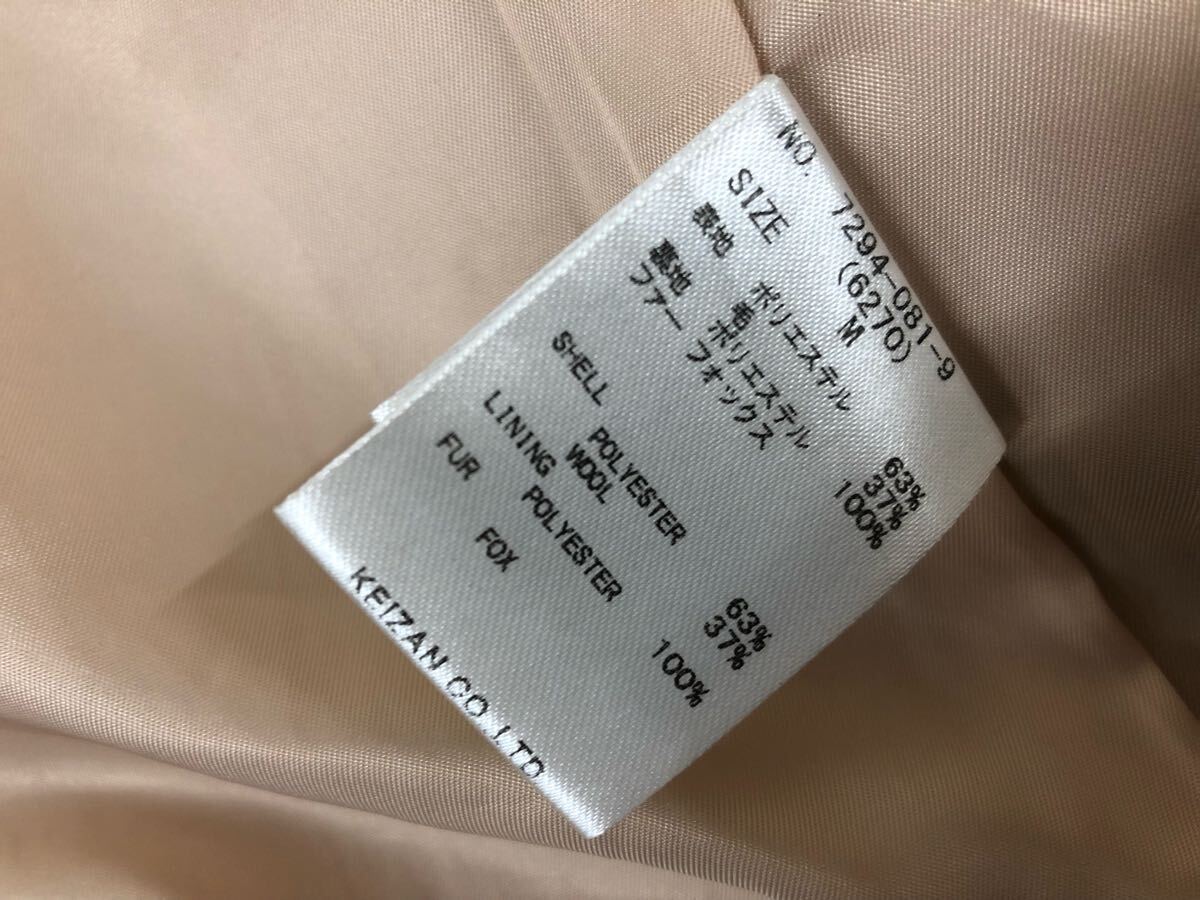 NO. 7294-081-9
(6270)
SIZE M
表地 ポリエステル 63%
毛 37%
裏地 ポリエステル 100%
ファー フォックス
SHELL POLYESTER 63%
WOOL 37%
LINING POLYESTER 100%
FUR FOX
KEIZAN CO.LTD